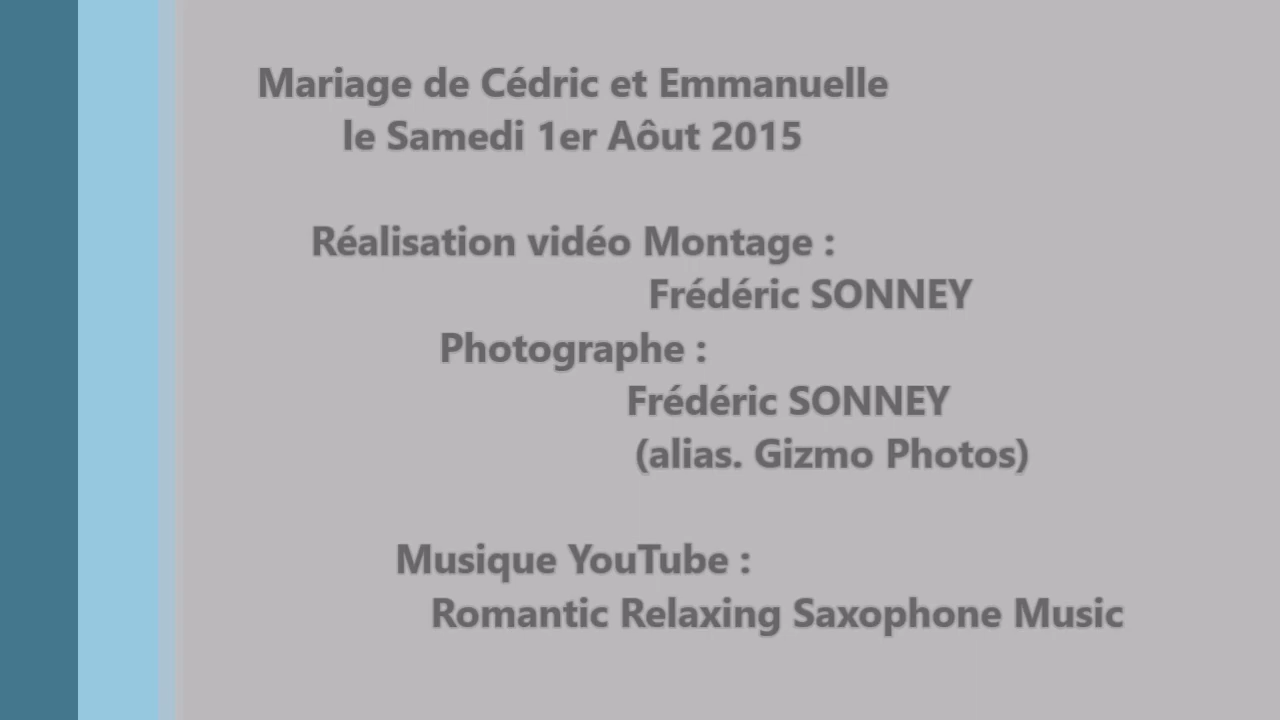 Mariage de Cédric et Emmanuelle
le Samedi 1er Aôut 2015
Réalisation vidéo Montage :
Frédéric SONNEY
Photographe :
Frédéric SONNEY
(alias. Gizmo Photos)
Musique YouTube :
Romantic Relaxing Saxophone Music